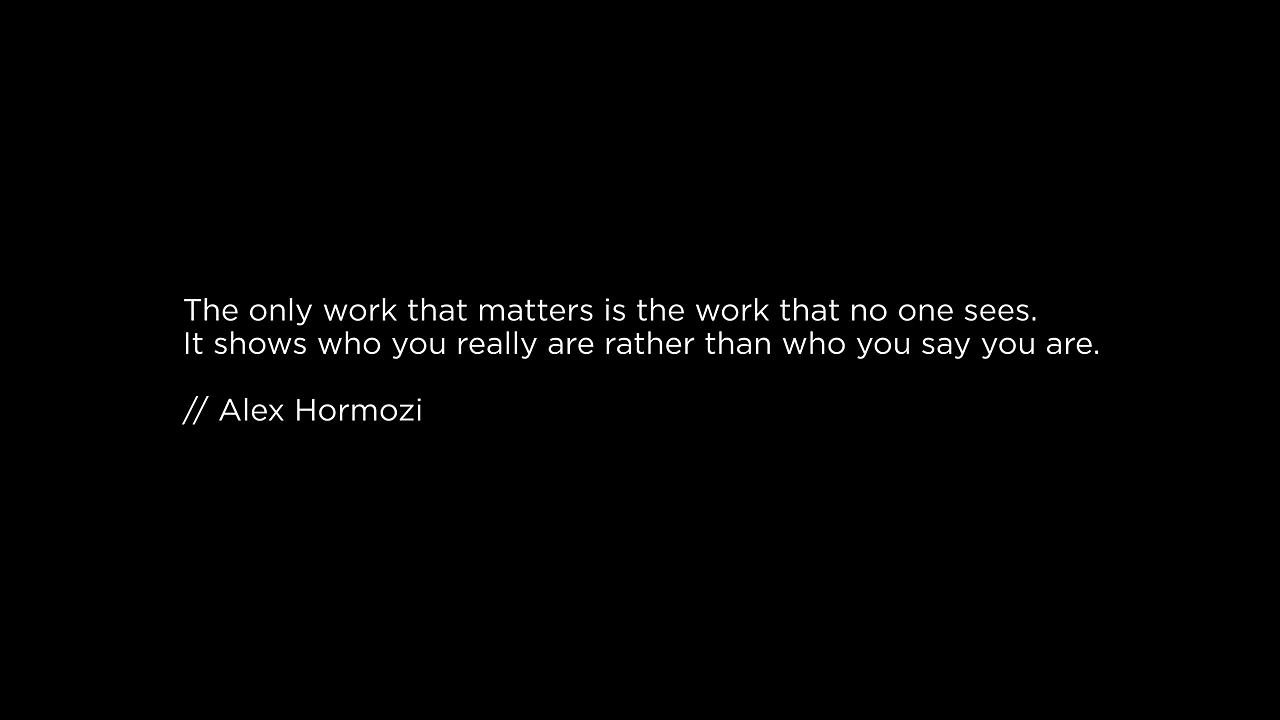 The only work that matters is the work that no one sees.
It shows who you really are rather than who you say you are.
// Alex Hormozi